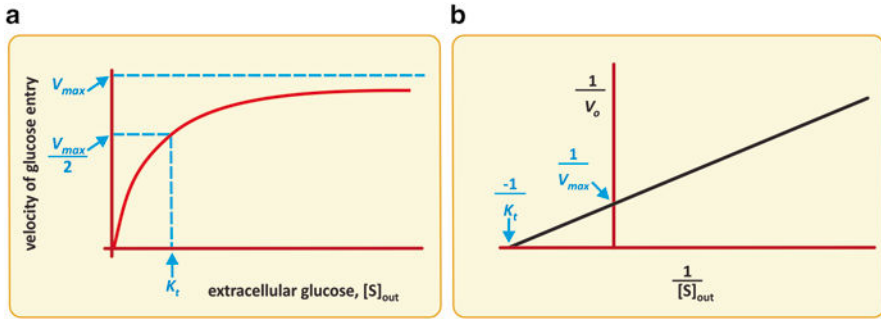 a
V_max
V_max
2
velocity of glucose entry
K_t
extracellular glucose, [S]_out
b
1
V_o
1
V_max
-1
K_t
1
[S]_out